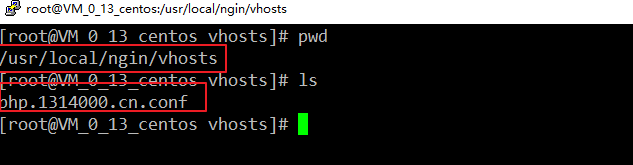 root@VM_0_13_centos:/usr/local/ngin/vhosts
[root@VM_0_13_centos vhosts]# pwd
/usr/local/ngin/vhosts
[root@VM_0_13_centos vhosts]# ls
php.1314000.cn.conf
[root@VM_0_13_centos vhosts]#